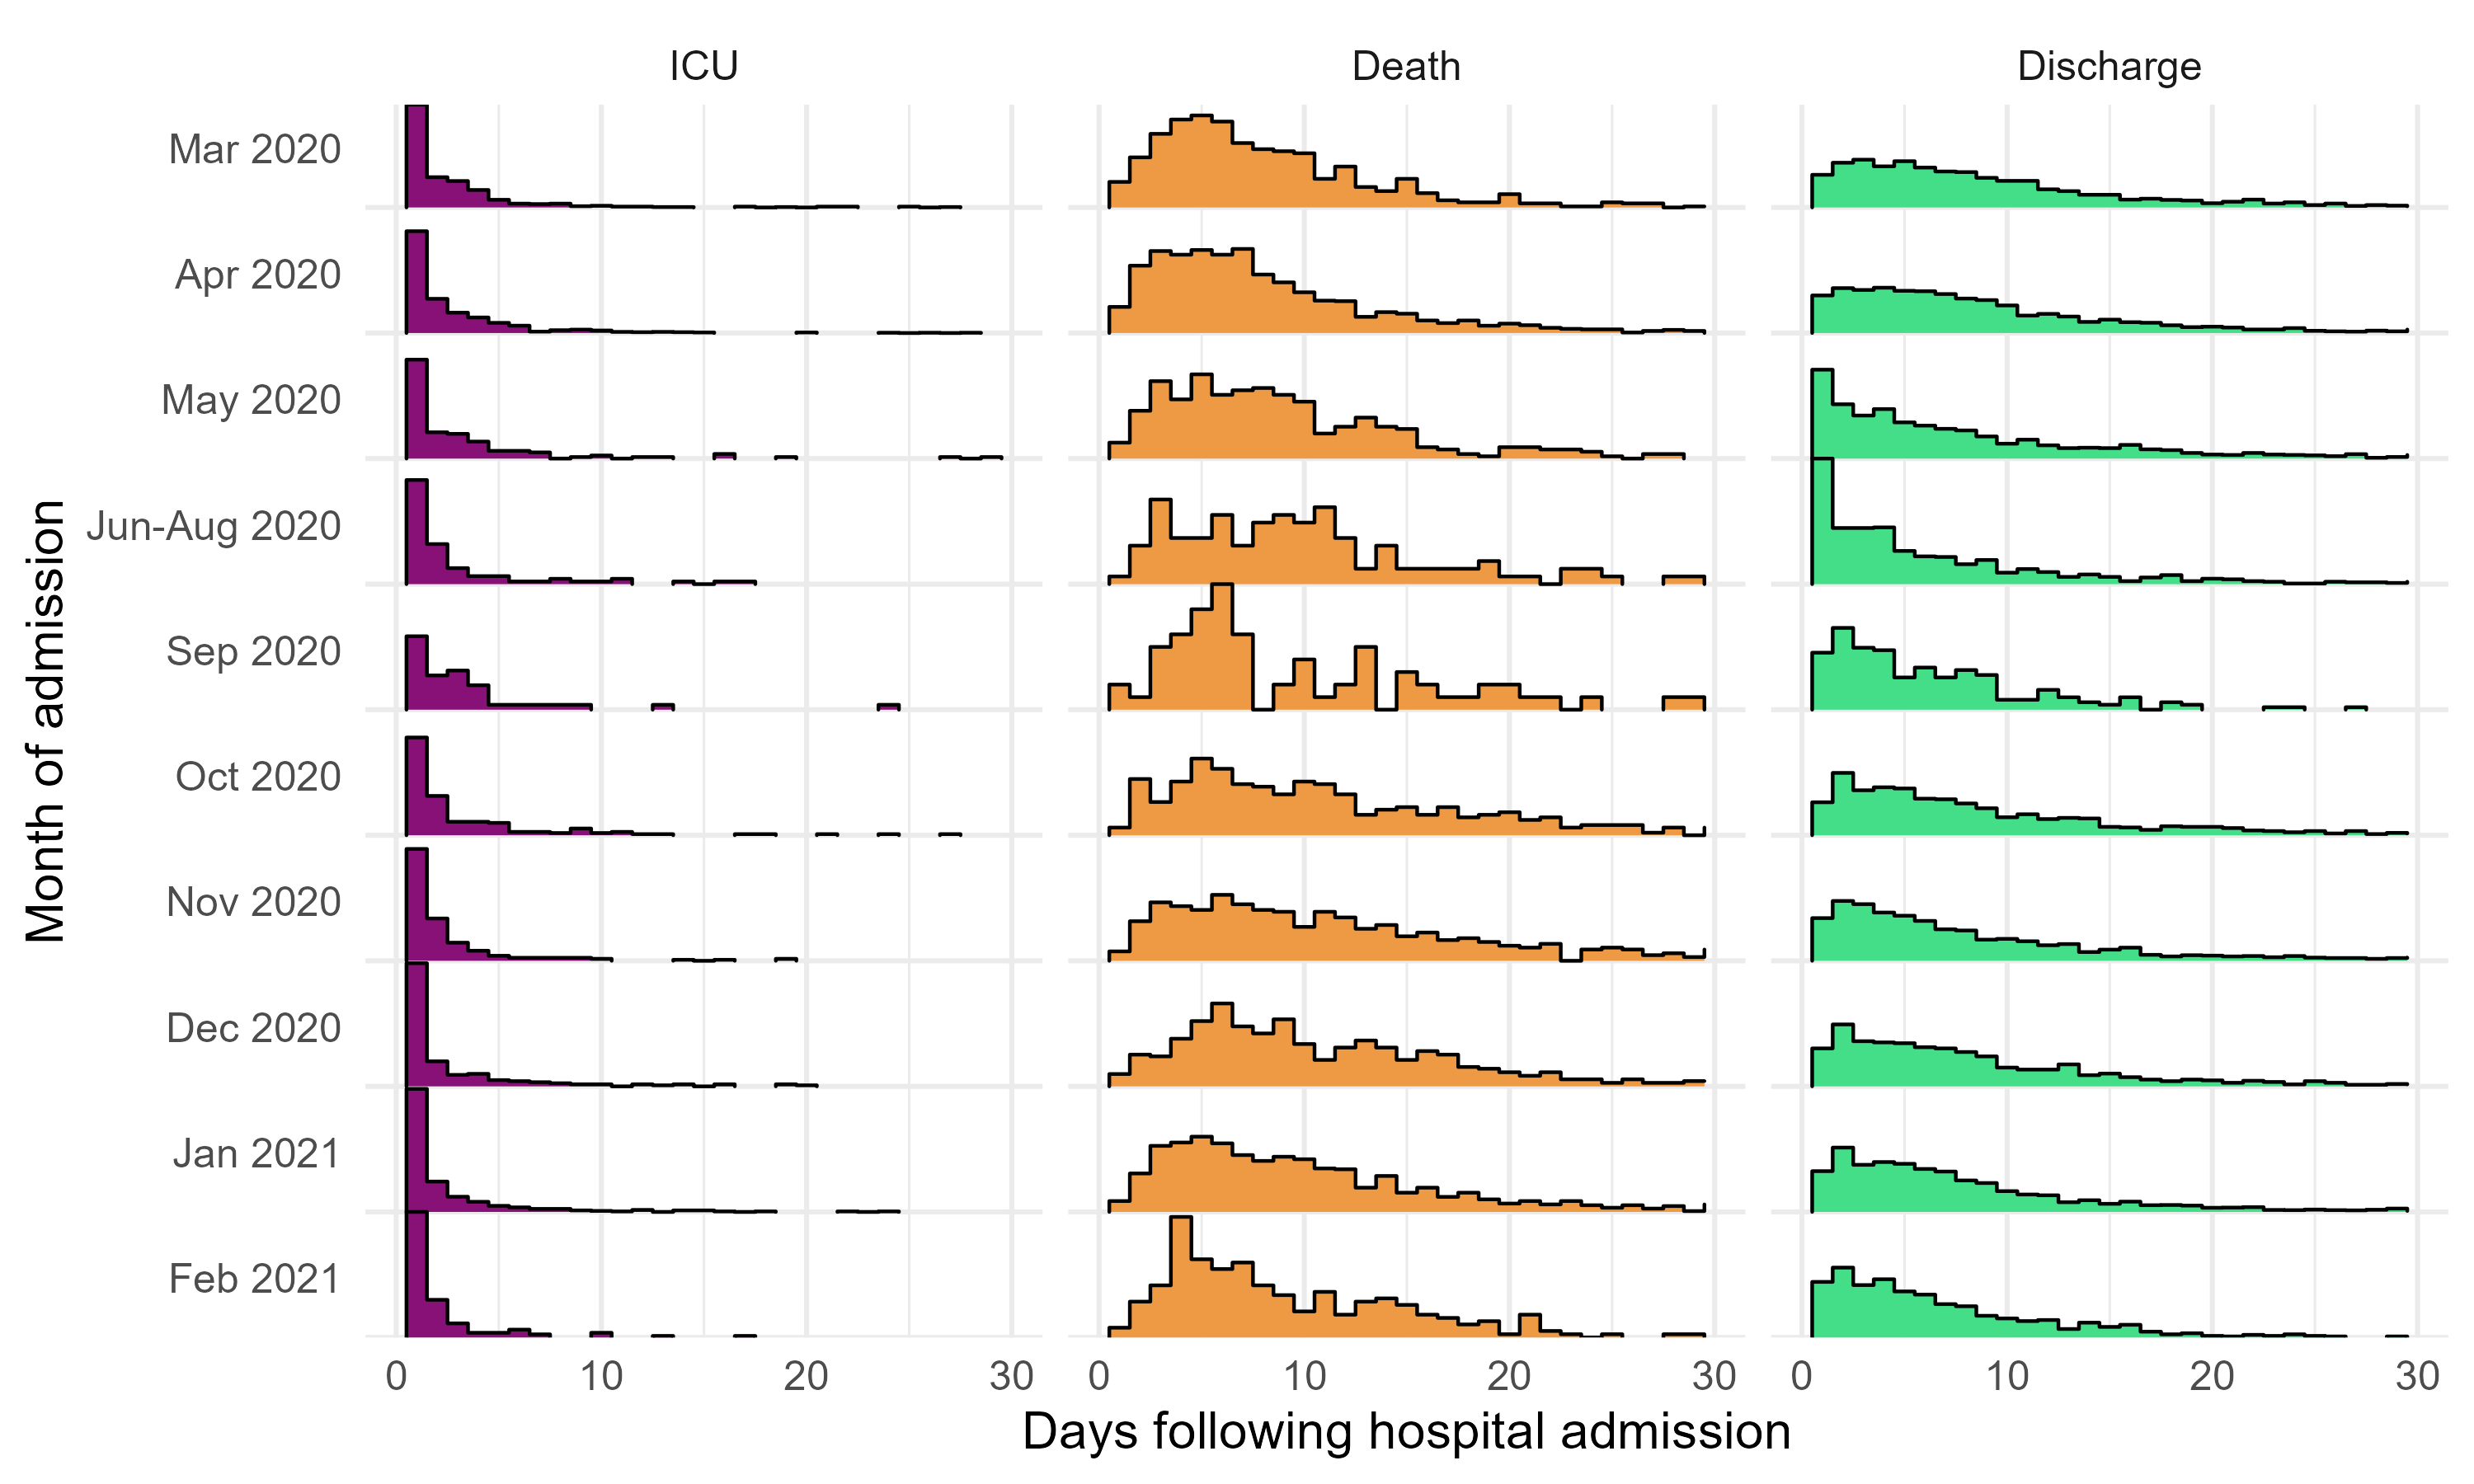 ICU Death Discharge
Mar 2020
Apr 2020
May 2020
Jun-Aug 2020
Sep 2020
Oct 2020
Nov 2020
Dec 2020
Jan 2021
Feb 2021
Month of admission
0 10 20 30 0 10 20 30 0 10 20 30
Days following hospital admission